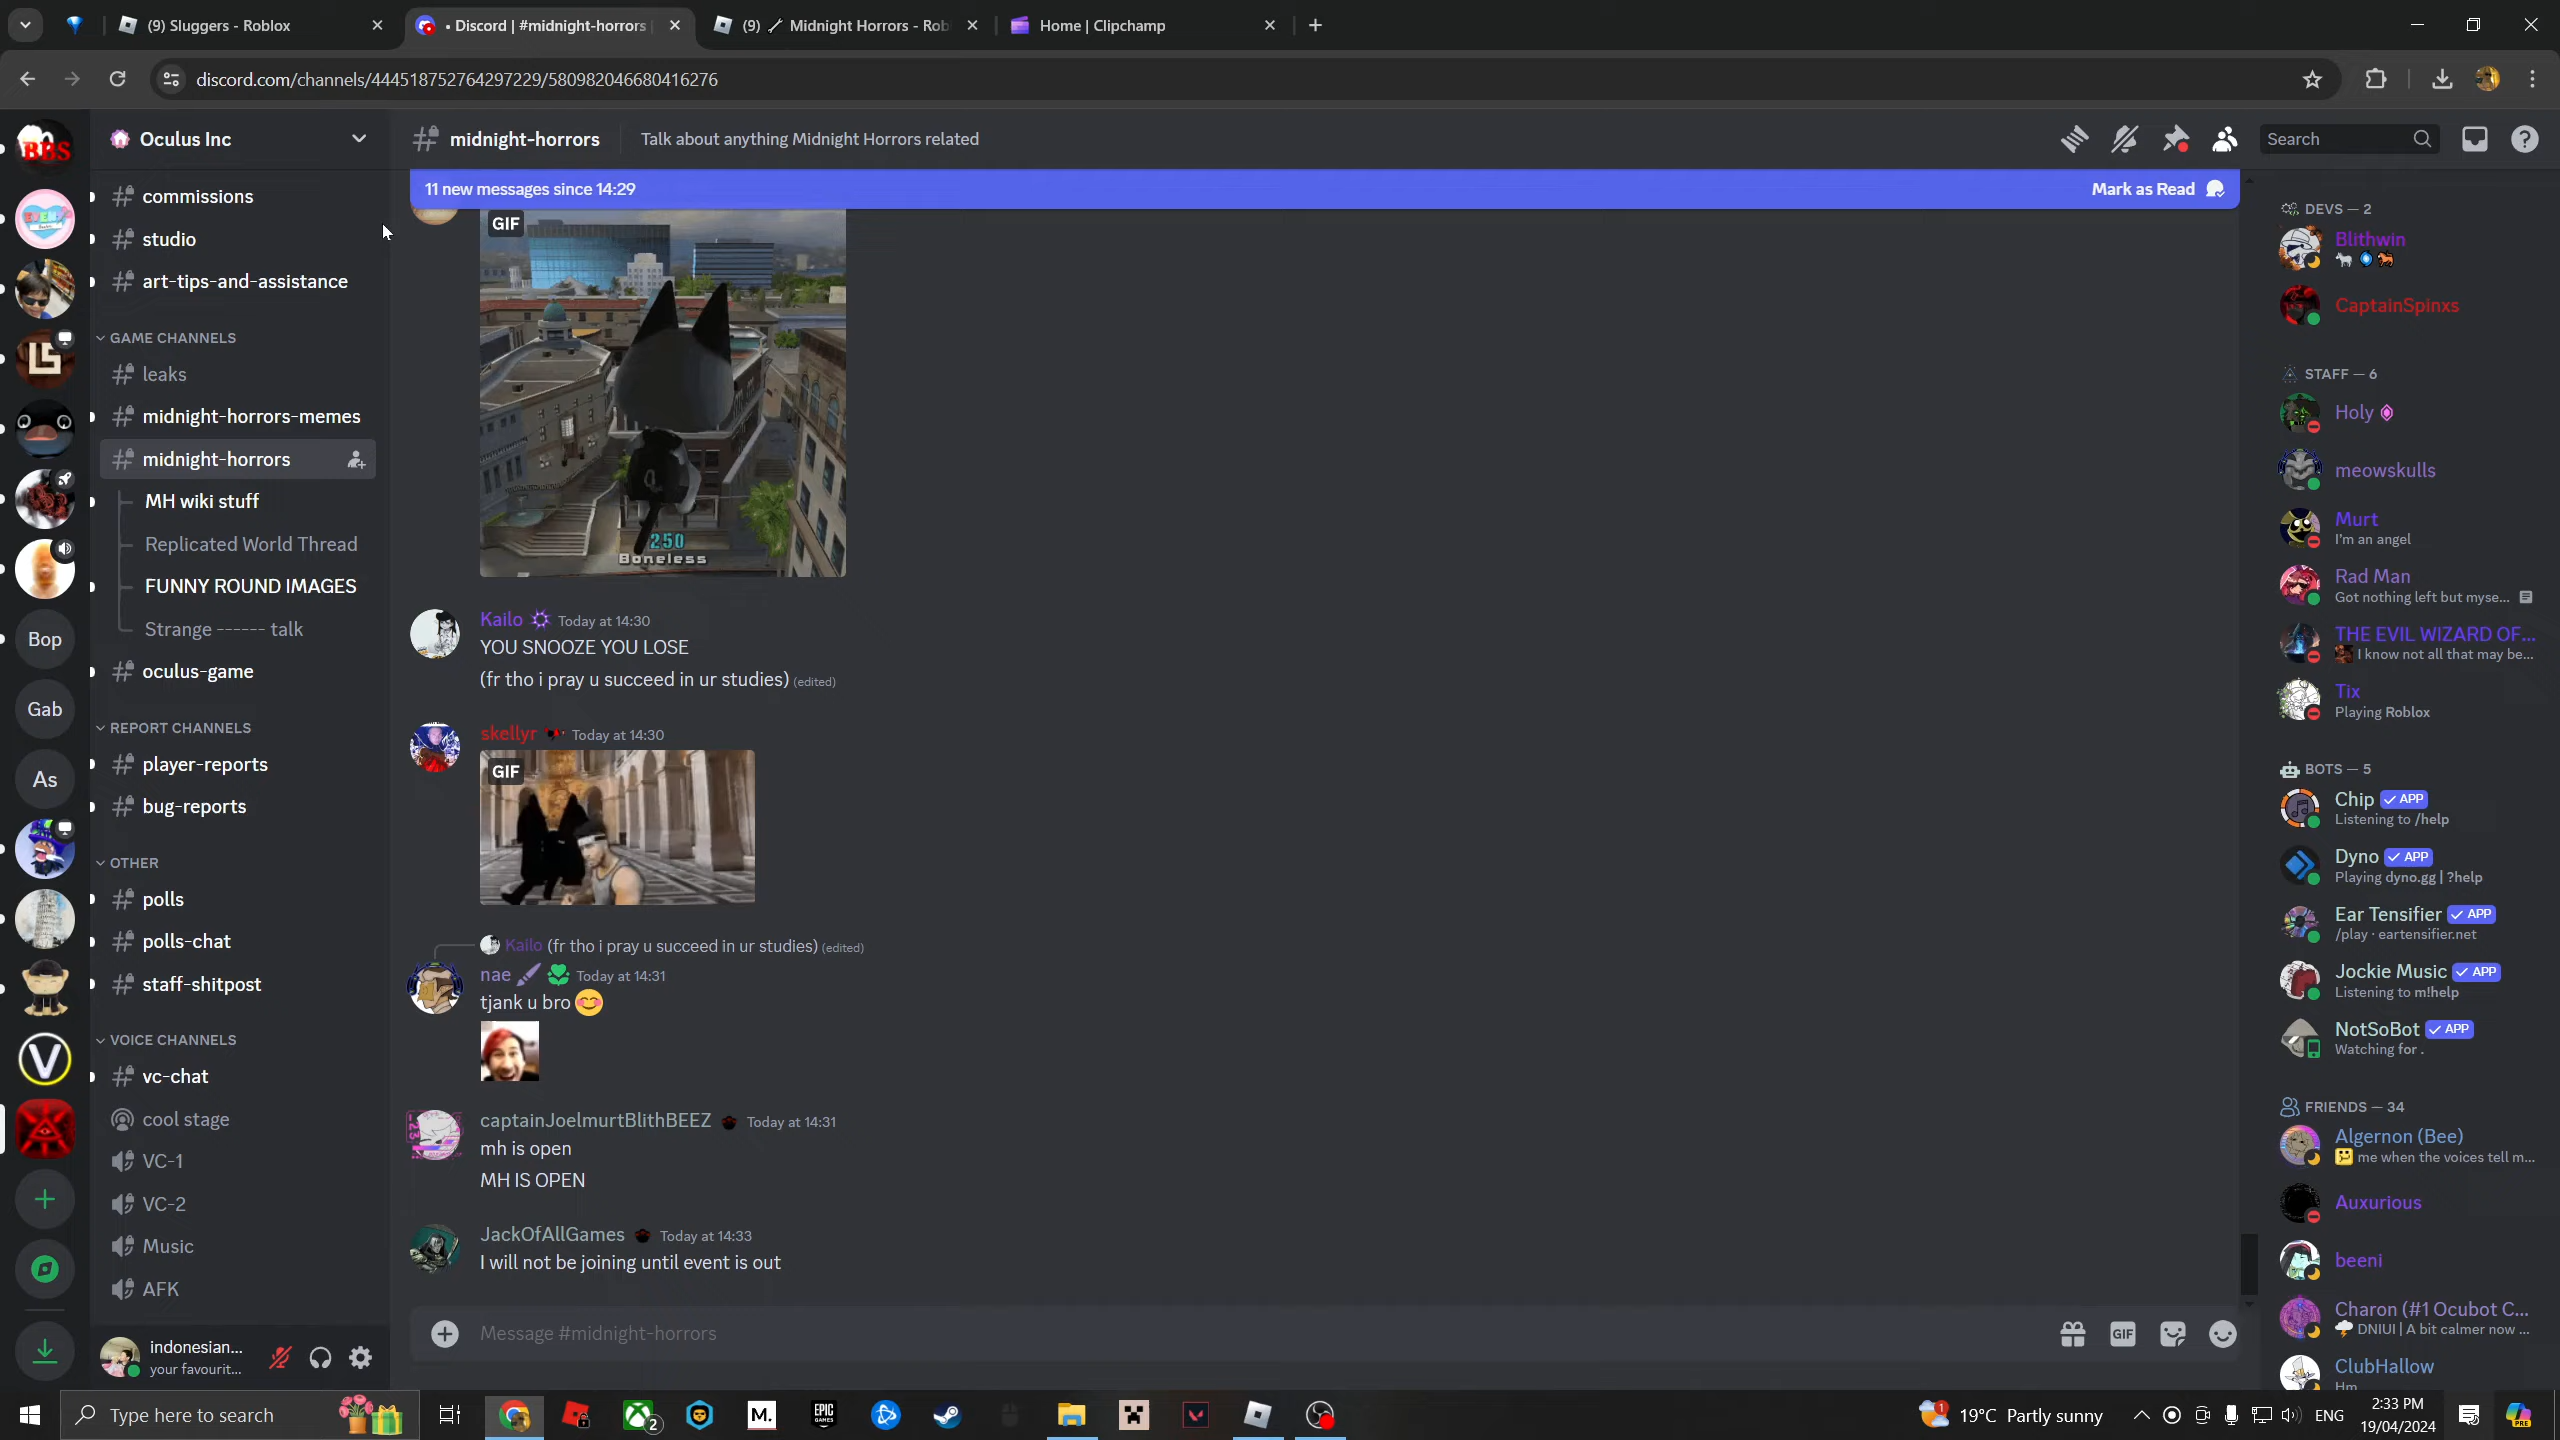 (9) Sluggers - Roblox
• Discord | #midnight-horrors |
(9) Midnight Horrors - Rob
Home | Clipchamp
discord.com/channels/444518752764297229/580982046680416276
Oculus Inc
midnight-horrors
Talk about anything Midnight Horrors related
Search
11 new messages since 14:29
Mark as Read
BBS
Bop
Gab
As
commissions
studio
art-tips-and-assistance
GAME CHANNELS
leaks
midnight-horrors-memes
midnight-horrors
MH wiki stuff
Replicated World Thread
FUNNY ROUND IMAGES
Strange ------ talk
oculus-game
REPORT CHANNELS
player-reports
bug-reports
OTHER
polls
polls-chat
staff-shitpost
VOICE CHANNELS
vc-chat
cool stage
VC-1
VC-2
Music
AFK
indonesian...
your favourit...
GIF
250
Boneless
Kailo Today at 14:30
YOU SNOOZE YOU LOSE
(fr tho i pray u succeed in ur studies) (edited)
skellyr Today at 14:30
GIF
Kailo (fr tho i pray u succeed in ur studies) (edited)
nae Today at 14:31
tjank u bro 😊
captainJoelmurtBlithBEEZ Today at 14:31
mh is open
MH IS OPEN
JackOfAllGames Today at 14:33
I will not be joining until event is out
Message #midnight-horrors
GIF
DEVS — 2
Blithwin
CaptainSpinxs
STAFF — 6
Holy
meowskulls
Murt
I'm an angel
Rad Man
Got nothing left but myse...
THE EVIL WIZARD OF...
I know not all that may be...
Tix
Playing Roblox
BOTS — 5
Chip ✓ APP
Listening to /help
Dyno ✓ APP
Playing dyno.gg | ?help
Ear Tensifier ✓ APP
/play · eartensifier.net
Jockie Music ✓ APP
Listening to m!help
NotSoBot ✓ APP
Watching for .
FRIENDS — 34
Algernon (Bee)
me when the voices tell m...
Auxurious
beeni
Charon (#1 Ocubot C...
DNIUI | A bit calmer now ...
ClubHallow
Hm
Type here to search
2
M.
EPIC GAMES
1
19°C Partly sunny
ENG
2:33 PM
19/04/2024
PRE